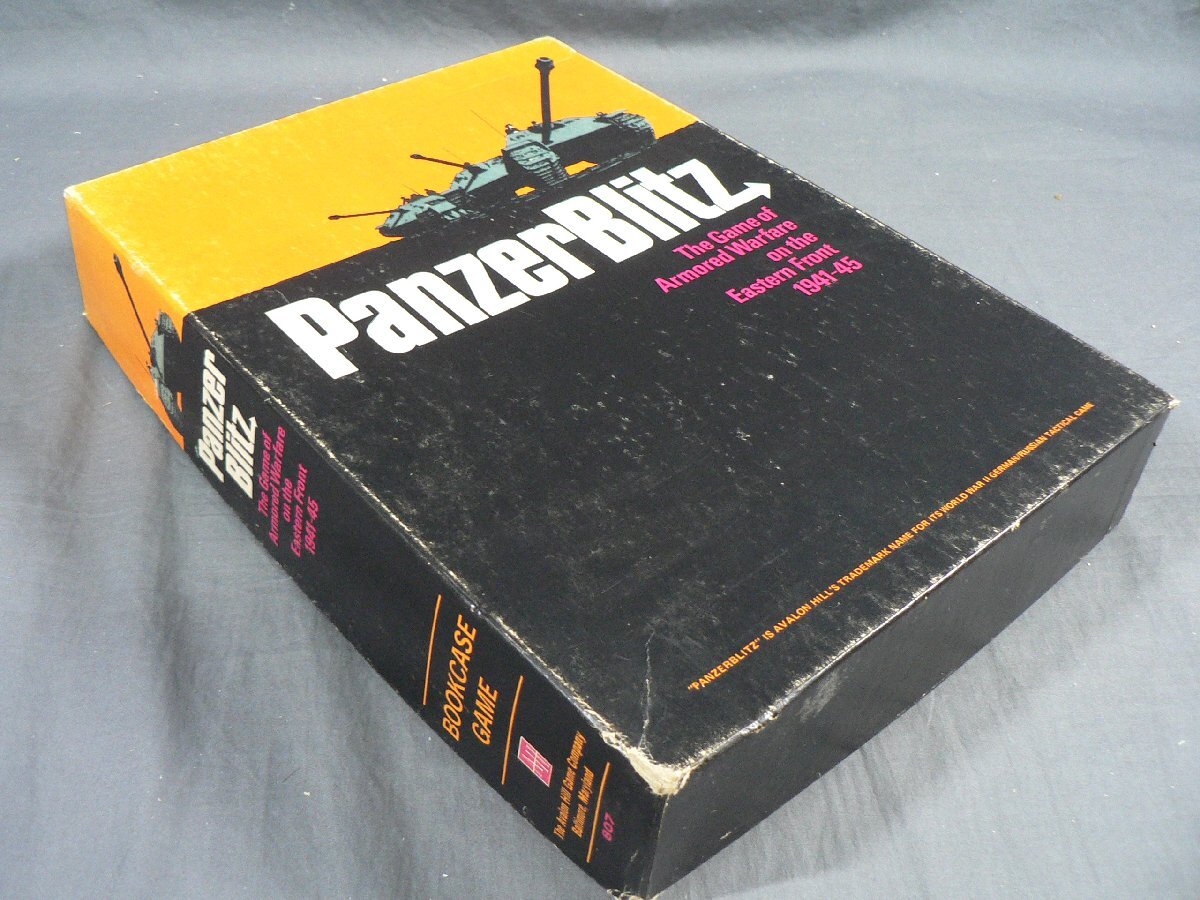 PanzerBlitz
The Game of
Armored Warfare
on the
Eastern Front
1941-45
"PANZERBLITZ" IS AVALON HILL'S TRADEMARK NAME FOR ITS WORLD WAR II GERMAN/RUSSIAN TACTICAL GAME
Panzer
Blitz
The Game of
Armored Warfare
on the
Eastern Front
1941-45
BOOKCASE
GAME
The Avalon Hill Game Company
Baltimore, Maryland
807